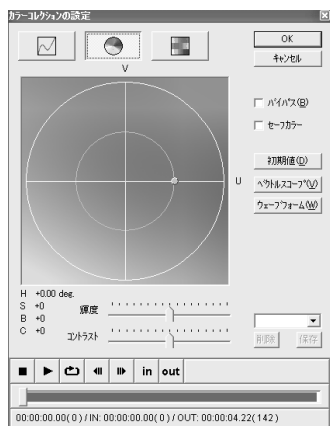 カラーコレクションの設定
OK
キャンセル
バイパス(B)
セーフカラー
V
U
初期値(D)
ベクトルスコープ(V)
ウェーブフォーム(W)
H +0.00 deg.
S +0
B +0
C +0
輝度
コントラスト
削除
保存
in out
00:00:00.00( 0 ) / IN: 00:00:00.00( 0 ) / OUT: 00:00:04.22( 142 )